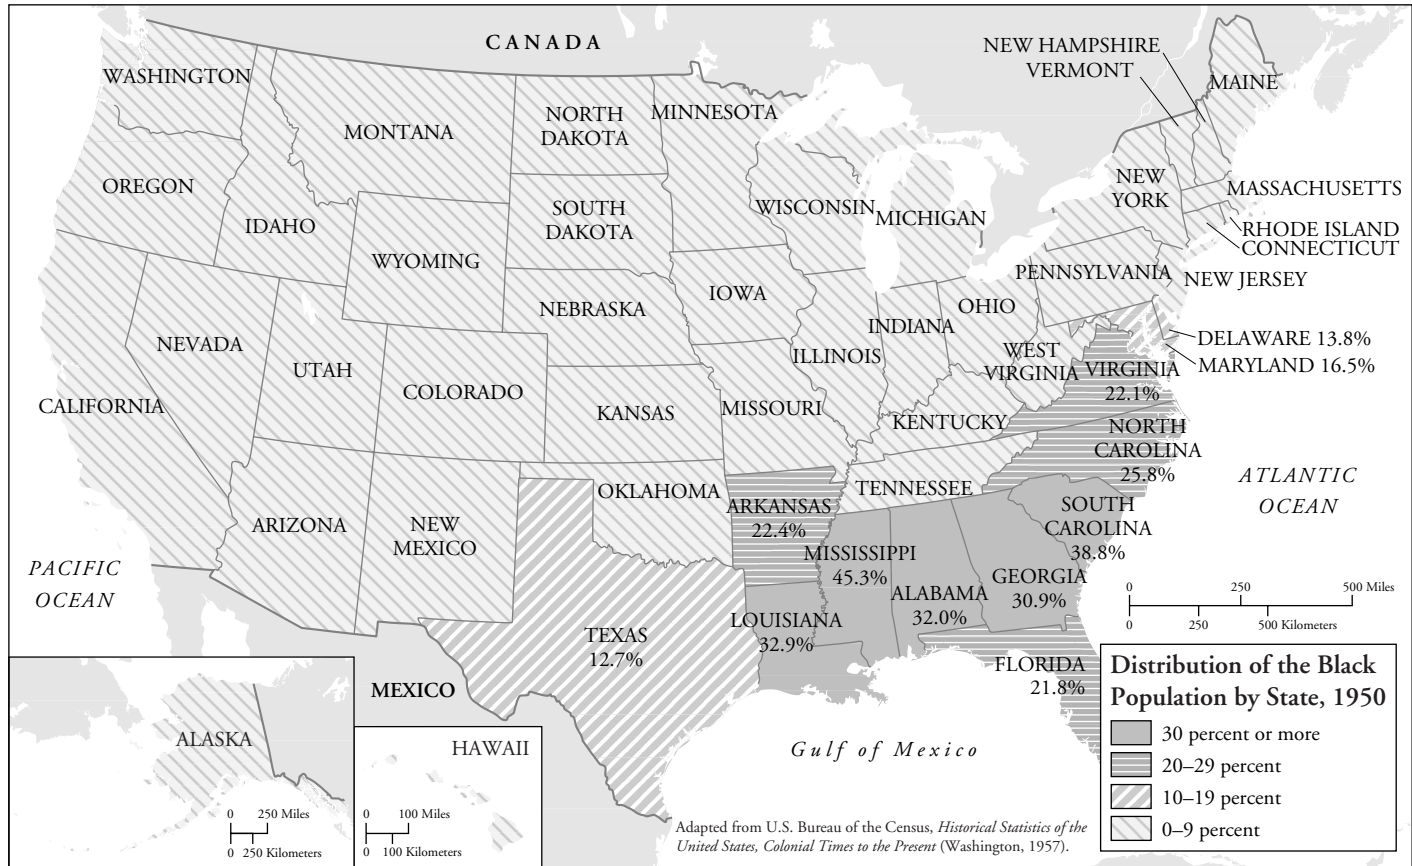 CANADA
NEW HAMPSHIRE
VERMONT
MAINE
WASHINGTON
MONTANA
NORTH
DAKOTA
MINNESOTA
OREGON
IDAHO
SOUTH
DAKOTA
WISCONSIN
MICHIGAN
NEW
YORK
MASSACHUSETTS
RHODE ISLAND
CONNECTICUT
WYOMING
PENNSYLVANIA
NEW JERSEY
IOWA
NEBRASKA
OHIO
INDIANA
ILLINOIS
NEVADA
UTAH
COLORADO
WEST
VIRGINIA
VIRGINIA
22.1%
DELAWARE 13.8%
MARYLAND 16.5%
CALIFORNIA
KANSAS
MISSOURI
KENTUCKY
NORTH
CAROLINA
25.8%
ATLANTIC
OCEAN
OKLAHOMA
TENNESSEE
ARKANSAS
22.4%
SOUTH
CAROLINA
38.8%
ARIZONA
NEW
MEXICO
MISSISSIPPI
45.3%
ALABAMA
32.0%
GEORGIA
30.9%
PACIFIC
OCEAN
0 250 500 Miles
0 250 500 Kilometers
TEXAS
12.7%
LOUISIANA
32.9%
FLORIDA
21.8%
MEXICO
Gulf of Mexico
ALASKA
0 250 Miles
0 250 Kilometers
HAWAII
0 100 Miles
0 100 Kilometers
Distribution of the Black
Population by State, 1950
30 percent or more
20–29 percent
10–19 percent
0–9 percent
Adapted from U.S. Bureau of the Census, Historical Statistics of the
United States, Colonial Times to the Present (Washington, 1957).